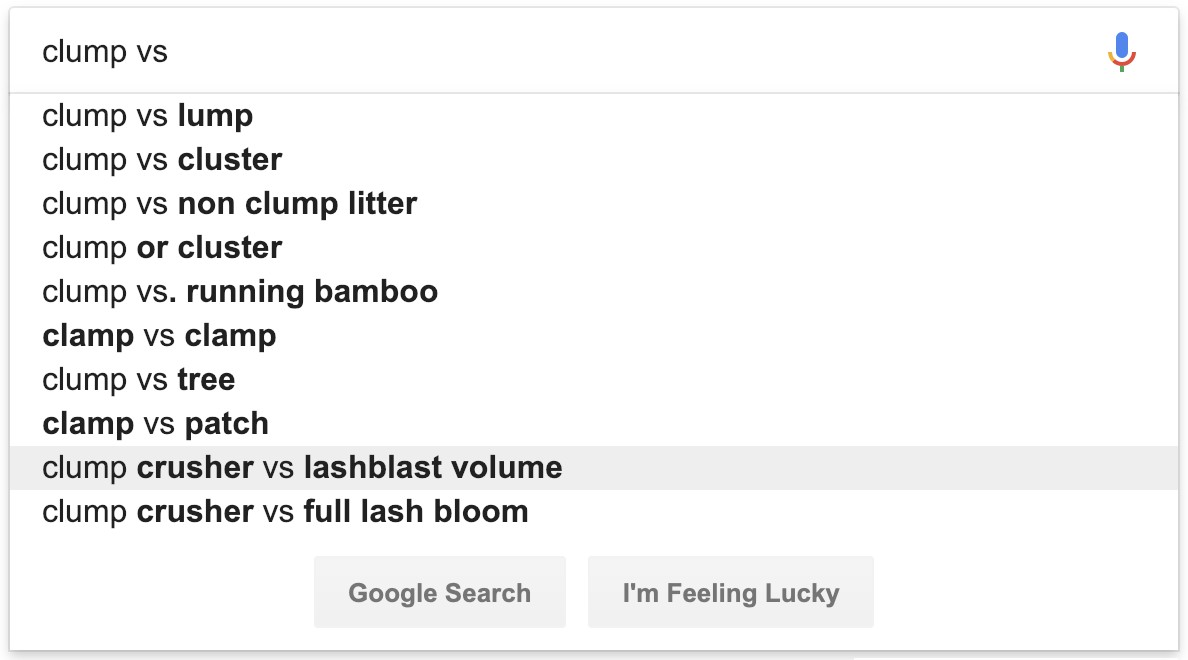 clump vs
clump vs lump
clump vs cluster
clump vs non clump litter
clump or cluster
clump vs. running bamboo
clamp vs clamp
clump vs tree
clamp vs patch
clump crusher vs lashblast volume
clump crusher vs full lash bloom
Google Search
I'm Feeling Lucky